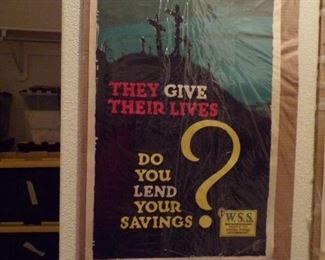 THEY GIVE
THEIR LIVES
DO
YOU
LEND
YOUR
SAVINGS ?
W.S.S.